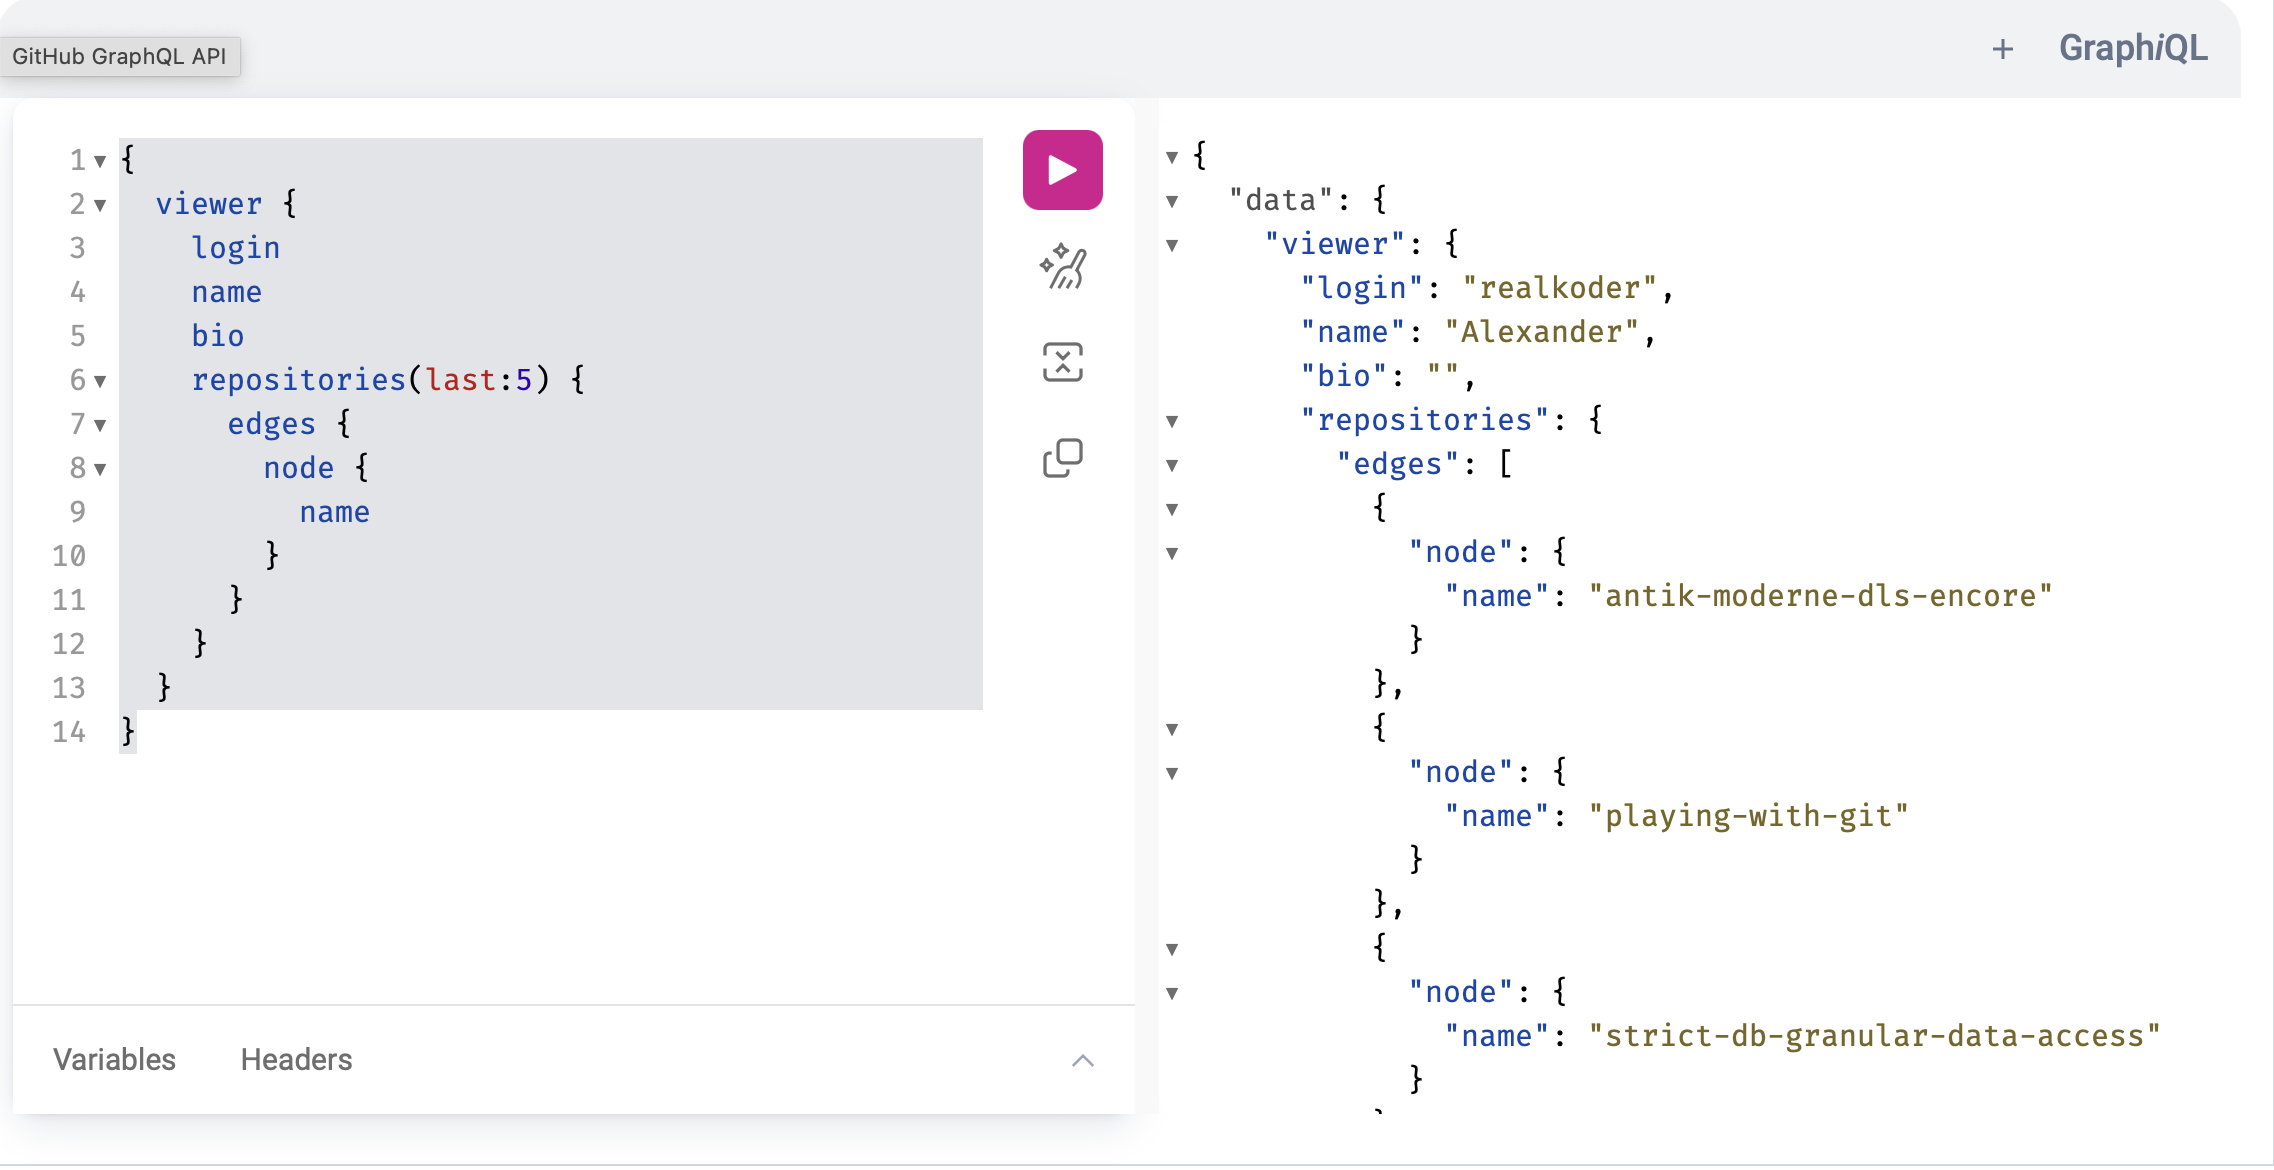 GitHub GraphQL API
+ GraphiQL
1 {
2   viewer {
3     login
4     name
5     bio
6     repositories(last:5) {
7       edges {
8         node {
9           name
10         }
11       }
12     }
13   }
14 }
Variables Headers
{
  "data": {
    "viewer": {
      "login": "realkoder",
      "name": "Alexander",
      "bio": "",
      "repositories": {
        "edges": [
          {
            "node": {
              "name": "antik-moderne-dls-encore"
            }
          },
          {
            "node": {
              "name": "playing-with-git"
            }
          },
          {
            "node": {
              "name": "strict-db-granular-data-access"
            }